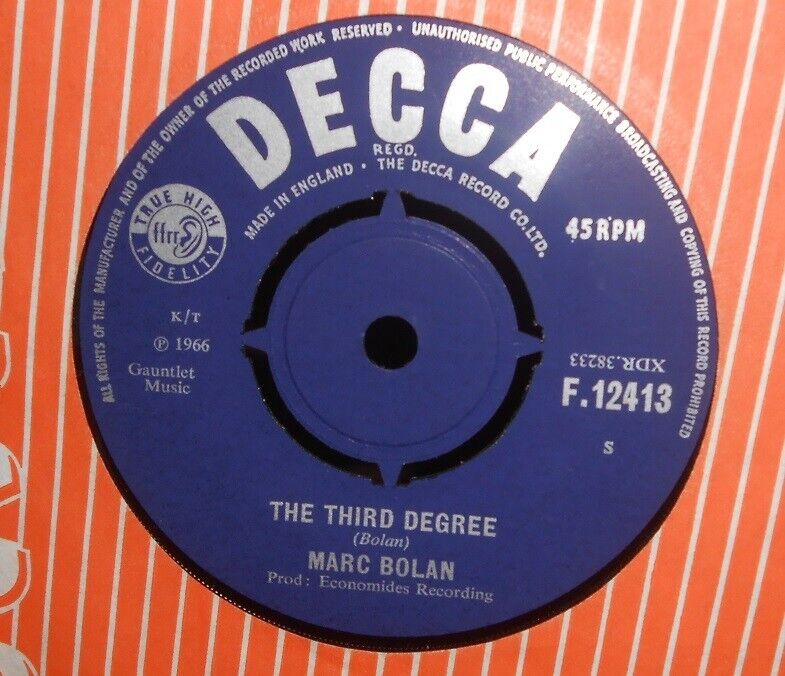 ALL RIGHTS OF THE MANUFACTURER AND OF THE OWNER OF THE RECORDED WORK RESERVED • UNAUTHORISED PUBLIC PERFORMANCE BROADCASTING AND COPYING OF THIS RECORD PROHIBITED
DECCA
REGD.
MADE IN ENGLAND • THE DECCA RECORD CO. LTD.
TRUE HIGH
ffrr
FIDELITY
45 RPM
K/T
℗ 1966
Gauntlet
Music
XDR.38233
F.12413
S
THE THIRD DEGREE
(Bolan)
MARC BOLAN
Prod: Economides Recording